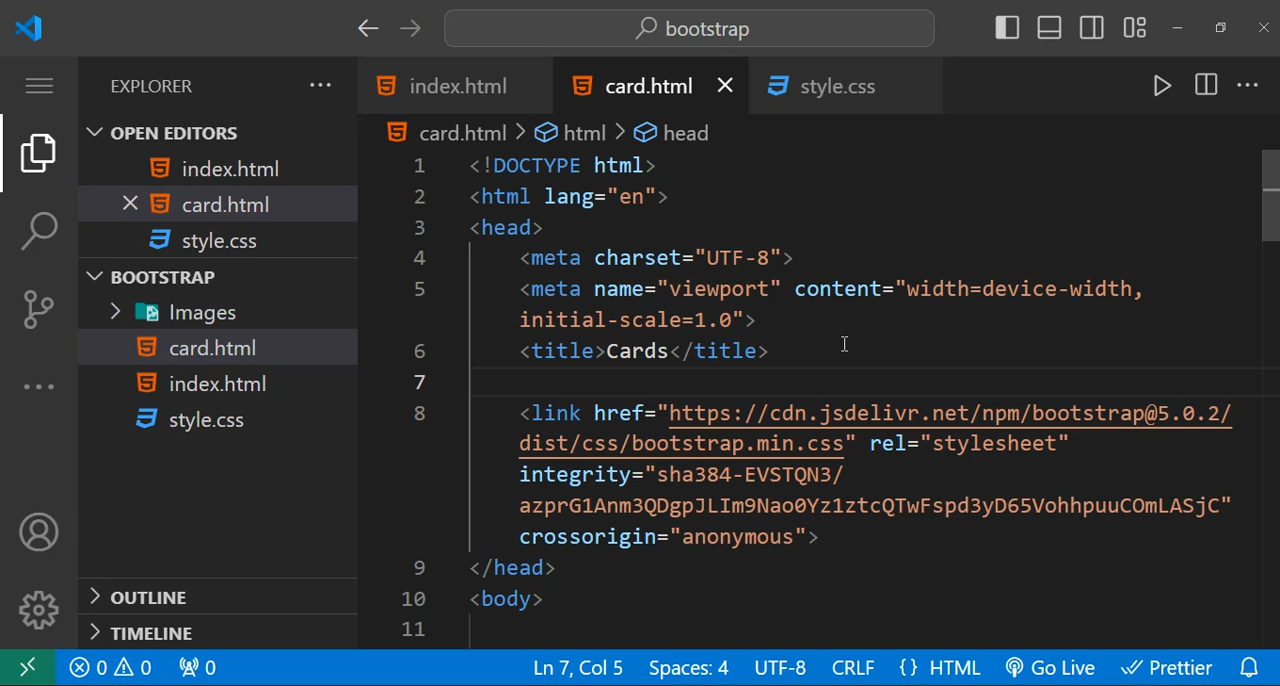 bootstrap
EXPLORER
index.html
card.html
style.css
OPEN EDITORS
index.html
card.html
style.css
BOOTSTRAP
Images
card.html
index.html
style.css
OUTLINE
TIMELINE
card.html > html > head
1 <!DOCTYPE html>
2 <html lang="en">
3 <head>
4 <meta charset="UTF-8">
5 <meta name="viewport" content="width=device-width,
initial-scale=1.0">
6 <title>Cards</title>
7
8 <link href="https://cdn.jsdelivr.net/npm/bootstrap@5.0.2/
dist/css/bootstrap.min.css" rel="stylesheet"
integrity="sha384-EVSTQN3/
azprG1Anm3QDgpJLIm9Nao0Yz1ztcQTwFspd3yD65VohhpuuCOmLASjC"
crossorigin="anonymous">
9 </head>
10 <body>
11
0 0 0 Ln 7, Col 5 Spaces: 4 UTF-8 CRLF {} HTML Go Live Prettier